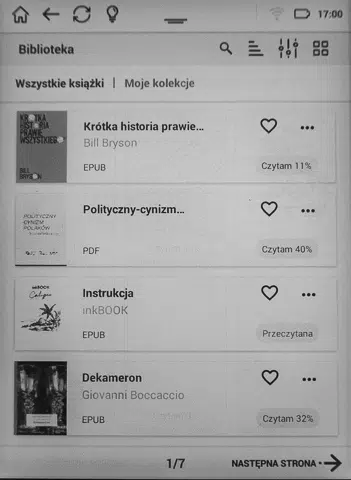 17:00
Biblioteka
Wszystkie książki | Moje kolekcje
KRÓTKA
HISTORIA
PRAWIE
WSZYSTKIEGO
BILL
BRYSON
Krótka historia prawie...
Bill Bryson
EPUB
Czytam 11%
POLITYCZNY
CYNIZM
POLAKÓW
Polityczny-cynizm...
PDF
Czytam 40%
inkBOOK
Calypso
Instrukcja
inkBOOK
EPUB
Przeczytana
Dekameron
Giovanni Boccaccio
EPUB
Czytam 32%
1/7
NASTĘPNA STRONA